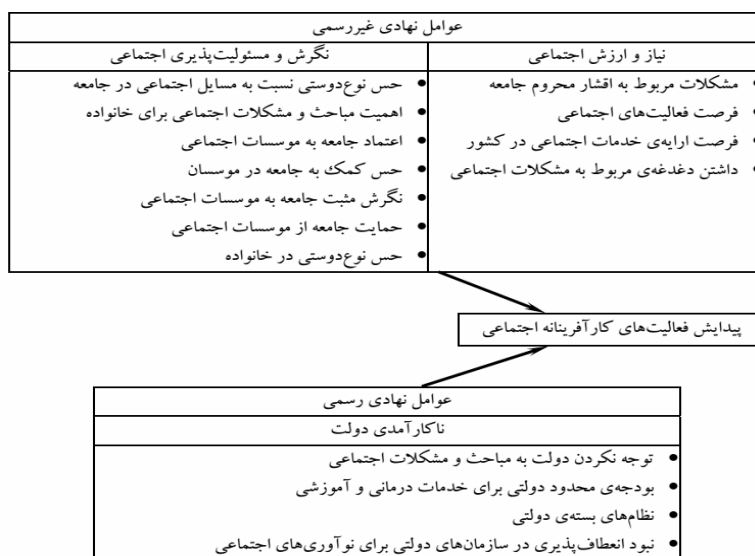 عوامل نهادی غیررسمی
نیاز و ارزش اجتماعی
مشکلات مربوط به اقشار محروم جامعه
فرصت فعالیت‌های اجتماعی
فرصت ارایه‌ی خدمات اجتماعی در کشور
داشتن دغدغه‌ی مربوط به مشکلات اجتماعی
نگرش و مسئولیت‌پذیری اجتماعی
حس نوع‌دوستی نسبت به مسایل اجتماعی در جامعه
اهمیت مباحث و مشکلات اجتماعی برای خانواده
اعتماد جامعه به موسسات اجتماعی
حس کمک به جامعه در موسسان
نگرش مثبت جامعه به موسسات اجتماعی
حمایت جامعه از موسسات اجتماعی
حس نوع‌دوستی در خانواده
پیدایش فعالیت‌های کارآفرینانه اجتماعی
عوامل نهادی رسمی
ناکارآمدی دولت
توجه نکردن دولت به مباحث و مشکلات اجتماعی
بودجه‌ی محدود دولتی برای خدمات درمانی و آموزشی
نظام‌های بسته‌ی دولتی
نبود انعطاف‌پذیری در سازمان‌های دولتی برای نوآوری‌های اجتماعی